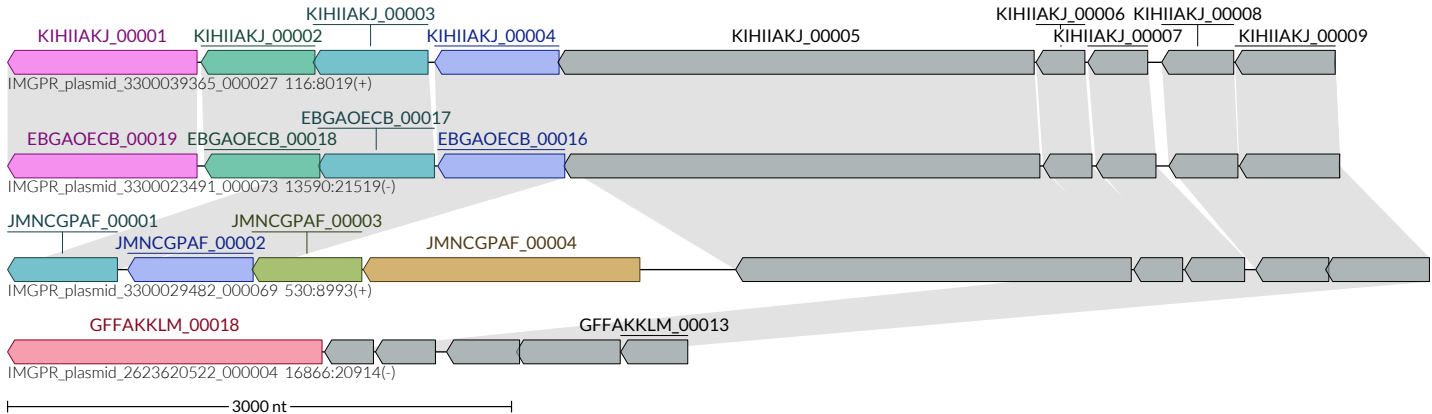 KIHIIAKJ_00003 KIHIIAKJ_00006 KIHIIAKJ_00008
KIHIIAKJ_00001 KIHIIAKJ_00002 KIHIIAKJ_00004 KIHIIAKJ_00005 KIHIIAKJ_00007 KIHIIAKJ_00009
IMGPR_plasmid_3300039365_000027 116:8019(+)
EBGAOECB_00017
EBGAOECB_00019 EBGAOECB_00018 EBGAOECB_00016
IMGPR_plasmid_3300023491_000073 13590:21519(-)
JMNCGPAF_00001 JMNCGPAF_00003
JMNCGPAF_00002 JMNCGPAF_00004
IMGPR_plasmid_3300029482_000069 530:8993(+)
GFFAKKLM_00018 GFFAKKLM_00013
IMGPR_plasmid_2623620522_000004 16866:20914(-)
3000 nt